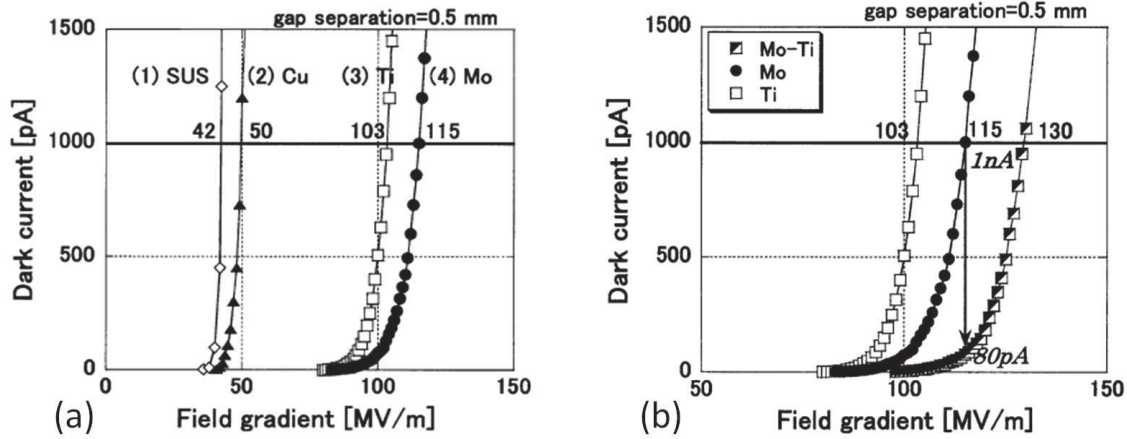 gap separation=0.5 mm
1500
1000
500
0
Dark current [pA]
(1) SUS
(2) Cu
(3) Ti
(4) Mo
42
50
103
115
0
50
100
150
Field gradient [MV/m]
(a)
gap separation=0.5 mm
1500
1000
500
0
Dark current [pA]
Mo-Ti
Mo
Ti
103
115
130
1nA
80pA
50
100
150
Field gradient [MV/m]
(b)